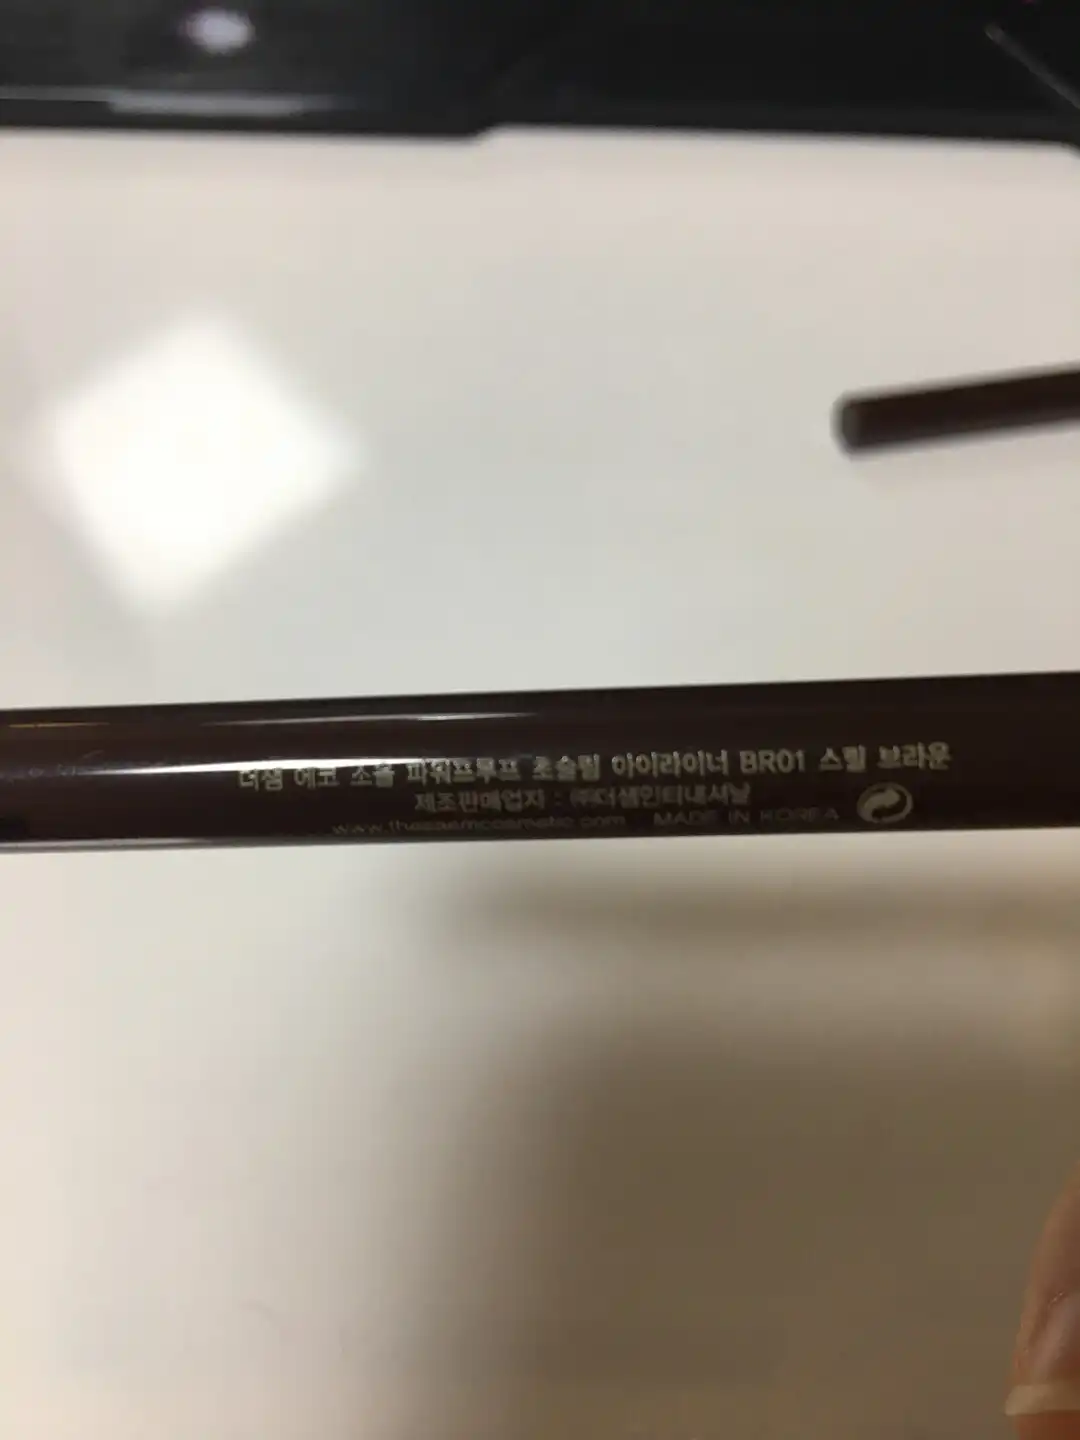 더샘 에코 소울 파워프루프 초슬림 아이라이너 BR01 스틸 브라운
제조판매업자 : ㈜더샘인터내셔날
www.thesaemcosmetic.com MADE IN KOREA